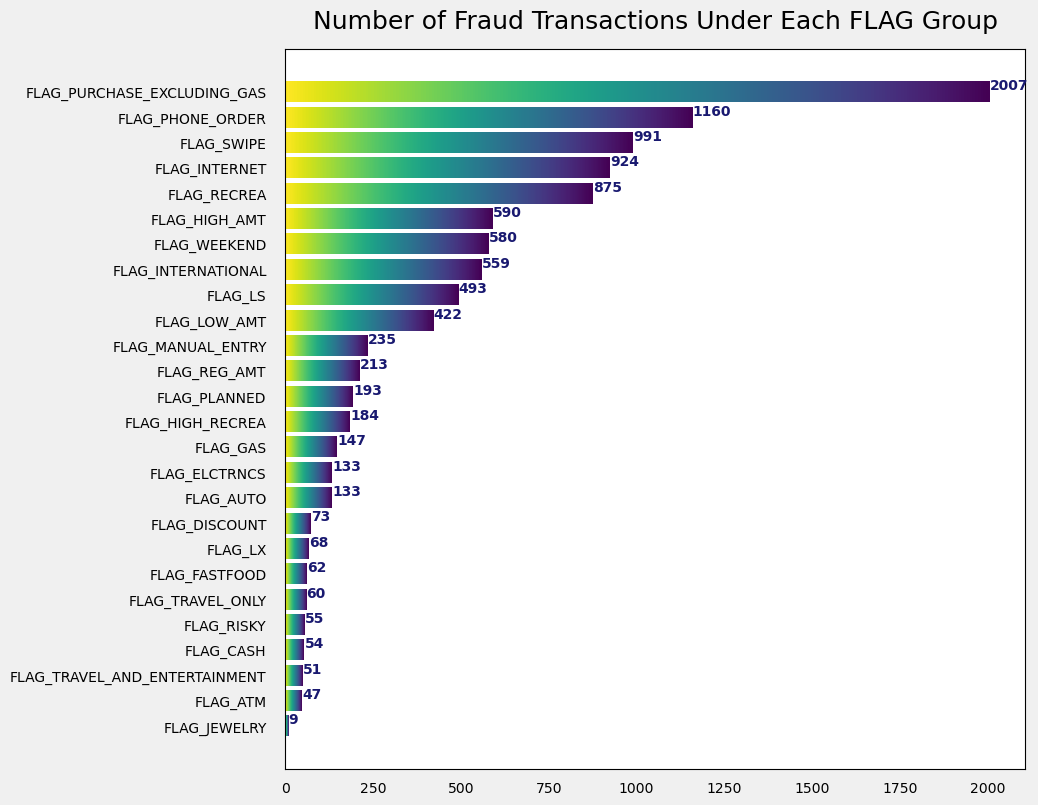 Number of Fraud Transactions Under Each FLAG Group
FLAG_PURCHASE_EXCLUDING_GAS 2007
FLAG_PHONE_ORDER 1160
FLAG_SWIPE 991
FLAG_INTERNET 924
FLAG_RECREA 875
FLAG_HIGH_AMT 590
FLAG_WEEKEND 580
FLAG_INTERNATIONAL 559
FLAG_LS 493
FLAG_LOW_AMT 422
FLAG_MANUAL_ENTRY 235
FLAG_REG_AMT 213
FLAG_PLANNED 193
FLAG_HIGH_RECREA 184
FLAG_GAS 147
FLAG_ELCTRNCS 133
FLAG_AUTO 133
FLAG_DISCOUNT 73
FLAG_LX 68
FLAG_FASTFOOD 62
FLAG_TRAVEL_ONLY 60
FLAG_RISKY 55
FLAG_CASH 54
FLAG_TRAVEL_AND_ENTERTAINMENT 51
FLAG_ATM 47
FLAG_JEWELRY 9
0 250 500 750 1000 1250 1500 1750 2000